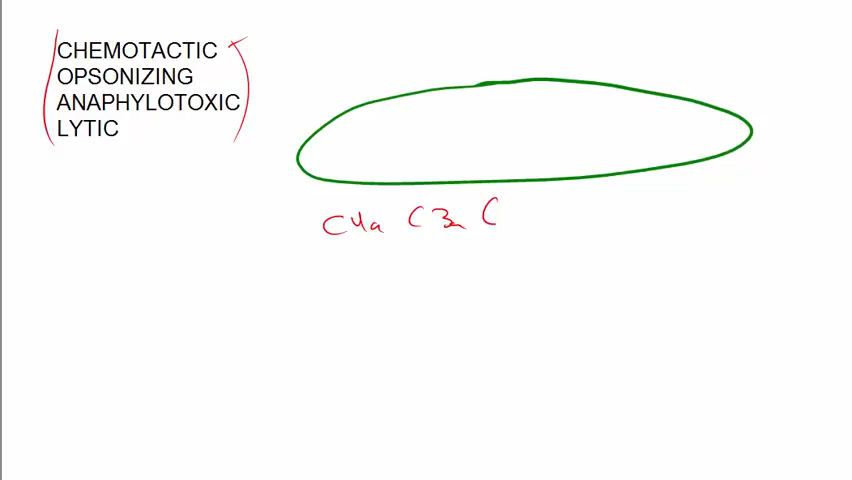 CHEMOTACTIC
OPSONIZING
ANAPHYLOTOXIC
LYTIC
C4a C3a C